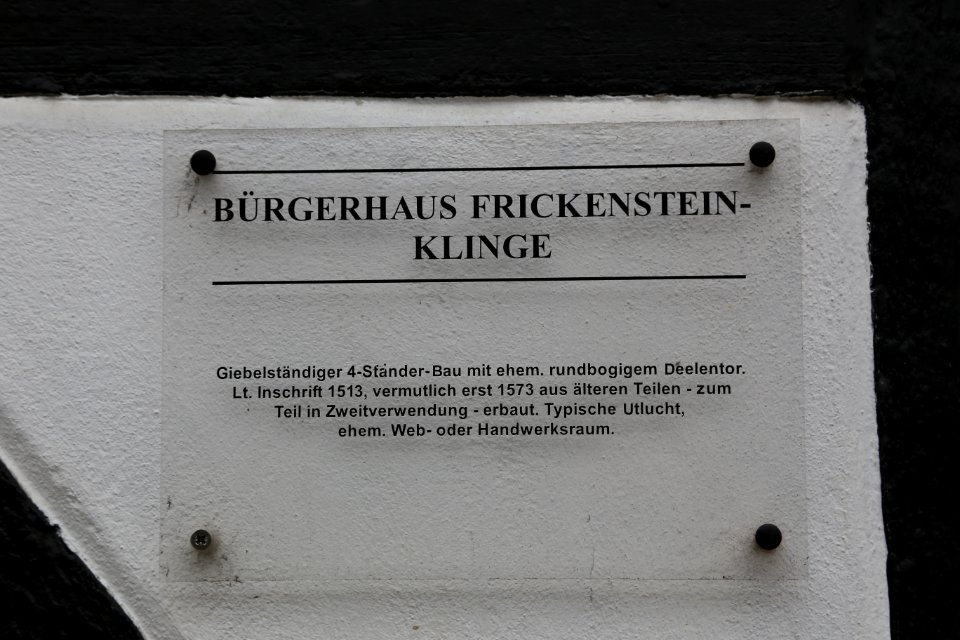 BÜRGERHAUS FRICKENSTEIN-
KLINGE
Giebelständiger 4-Ständer-Bau mit ehem. rundbogigem Deelentor.
Lt. Inschrift 1513, vermutlich erst 1573 aus älteren Teilen - zum
Teil in Zweitverwendung - erbaut. Typische Utlucht,
ehem. Web- oder Handwerksraum.